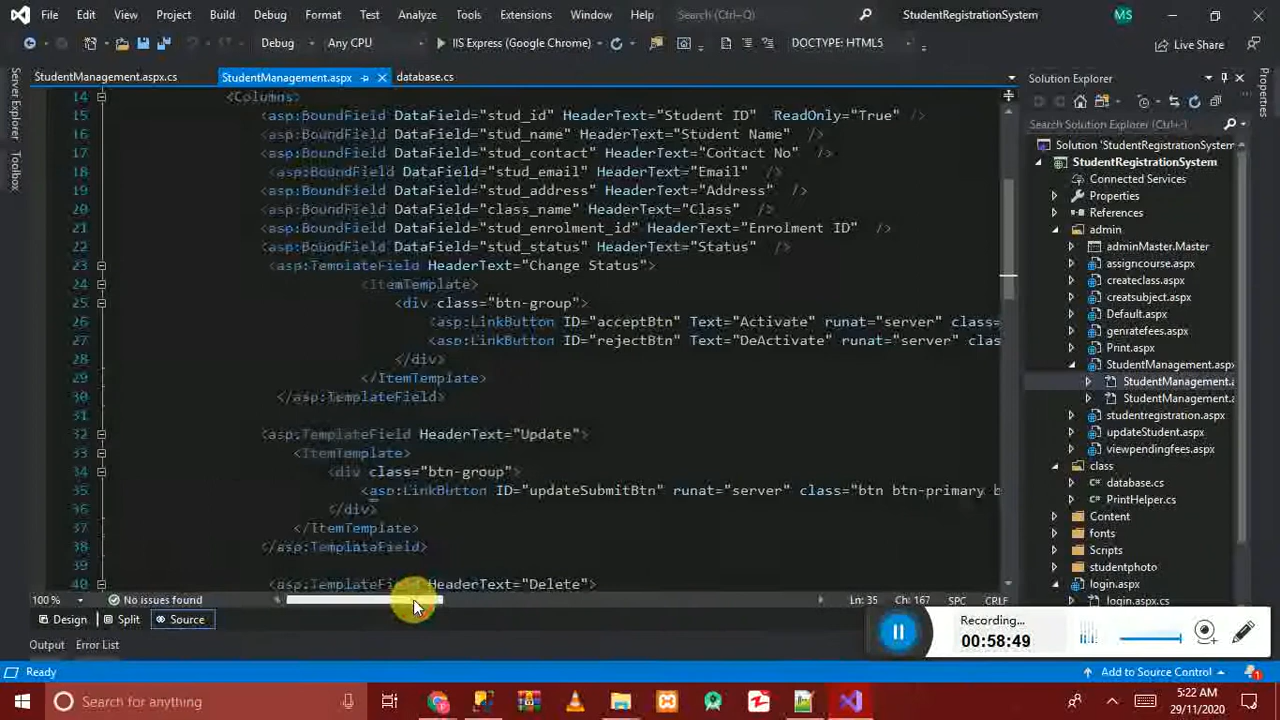 File Edit View Project Build Debug Format Test Analyze Tools Extensions Window Help Search (Ctrl+Q) StudentRegistrationSystem MS
Debug Any CPU IIS Express (Google Chrome) DOCTYPE: HTML5 Live Share
StudentManagement.aspx.cs StudentManagement.aspx database.cs
Server Explorer
Toolbox
14 <Columns>
15 <asp:BoundField DataField="stud_id" HeaderText="Student ID" ReadOnly="True" />
16 <asp:BoundField DataField="stud_name" HeaderText="Student Name" />
17 <asp:BoundField DataField="stud_contact" HeaderText="Contact No" />
18 <asp:BoundField DataField="stud_email" HeaderText="Email" />
19 <asp:BoundField DataField="stud_address" HeaderText="Address" />
20 <asp:BoundField DataField="class_name" HeaderText="Class" />
21 <asp:BoundField DataField="stud_enrolment_id" HeaderText="Enrolment ID" />
22 <asp:BoundField DataField="stud_status" HeaderText="Status" />
23 <asp:TemplateField HeaderText="Change Status">
24 <ItemTemplate>
25 <div class="btn-group">
26 <asp:LinkButton ID="acceptBtn" Text="Activate" runat="server" class=
27 <asp:LinkButton ID="rejectBtn" Text="DeActivate" runat="server" clas
28 </div>
29 </ItemTemplate>
30 </asp:TemplateField>
31
32 <asp:TemplateField HeaderText="Update">
33 <ItemTemplate>
34 <div class="btn-group">
35 <asp:LinkButton ID="updateSubmitBtn" runat="server" class="btn btn-primary b
36 </div>
37 </ItemTemplate>
38 </asp:TemplateField>
39
40 <asp:TemplateField HeaderText="Delete">
100 % No issues found Ln: 35 Ch: 167 SPC CRLF
Design Split Source
Output Error List
Ready
Solution Explorer
Search Solution Explorer (Ctrl+;)
Solution 'StudentRegistrationSystem
StudentRegistrationSystem
Connected Services
Properties
References
admin
adminMaster.Master
assigncourse.aspx
createclass.aspx
creatsubject.aspx
Default.aspx
genratefees.aspx
Print.aspx
StudentManagement.aspx
StudentManagement.a
StudentManagement.a
studentregistration.aspx
updateStudent.aspx
viewpendingfees.aspx
class
database.cs
PrintHelper.cs
Content
fonts
Scripts
studentphoto
login.aspx
login.aspx.cs
Properties
Recording...
00:58:49
Add to Source Control 1
Search for anything
5:22 AM
29/11/2020